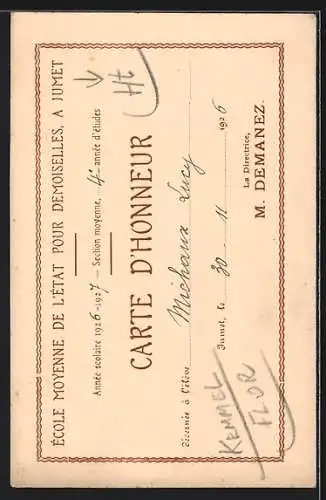 ÉCOLE MOYENNE DE L'ÉTAT POUR DEMOISELLES, A JUMET
Année scolaire 1926-1927 — Section moyenne, 4e année d'études
Ht
CARTE D'HONNEUR
Décernée à l'élève Michaux Lucy
Jumet, le 30 - 11 1926
La Directrice,
M. DEMANEZ.
KEMMEL
FLOR